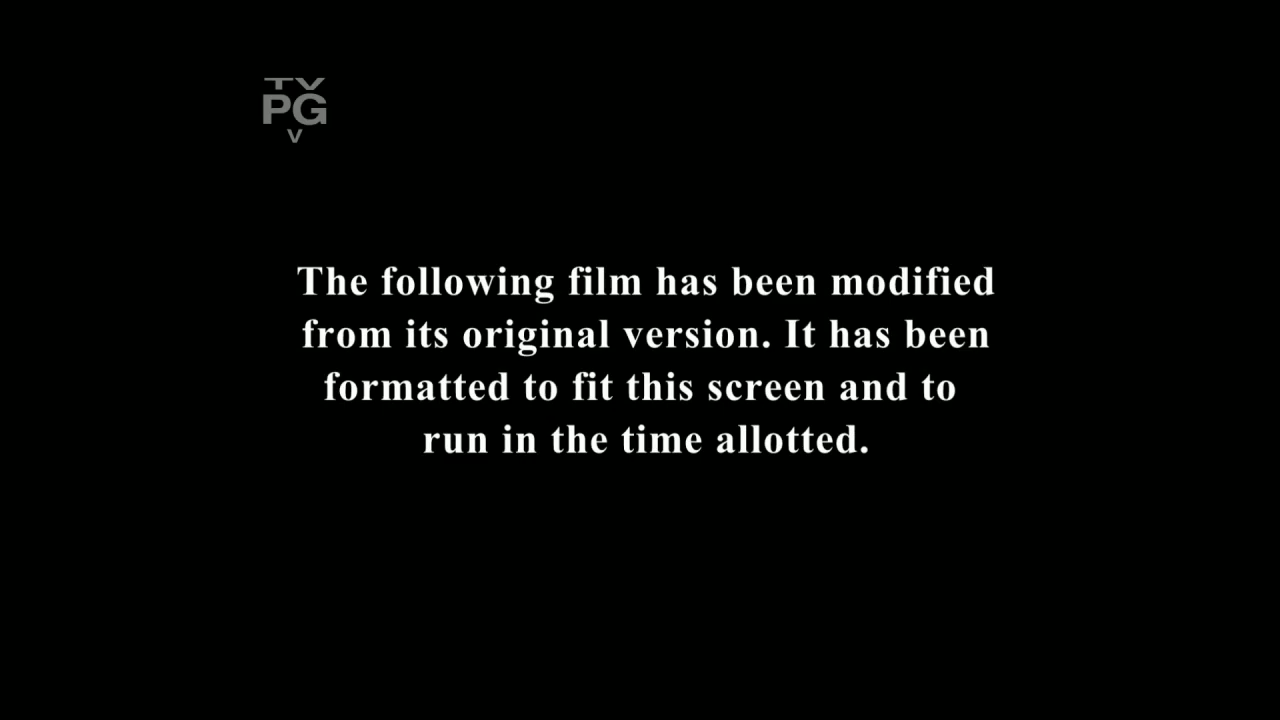 TV
PG
V
The following film has been modified
from its original version. It has been
formatted to fit this screen and to
run in the time allotted.